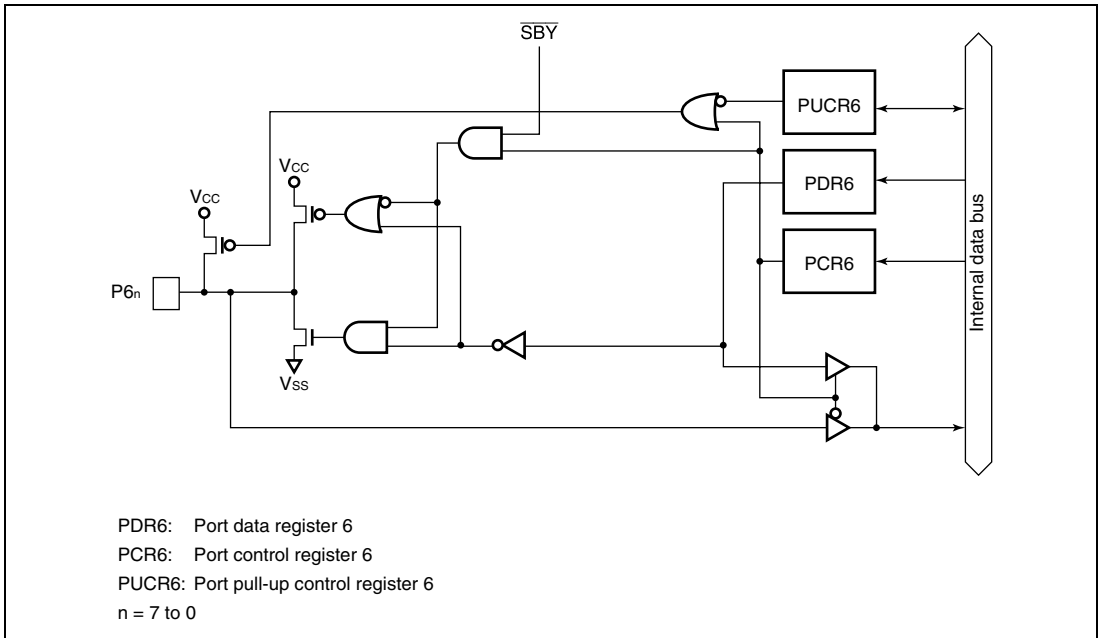 SBY
PUCR6
VCC
PDR6
VCC
PCR6
P6n
Internal data bus
VSS
PDR6: Port data register 6
PCR6: Port control register 6
PUCR6: Port pull-up control register 6
n = 7 to 0